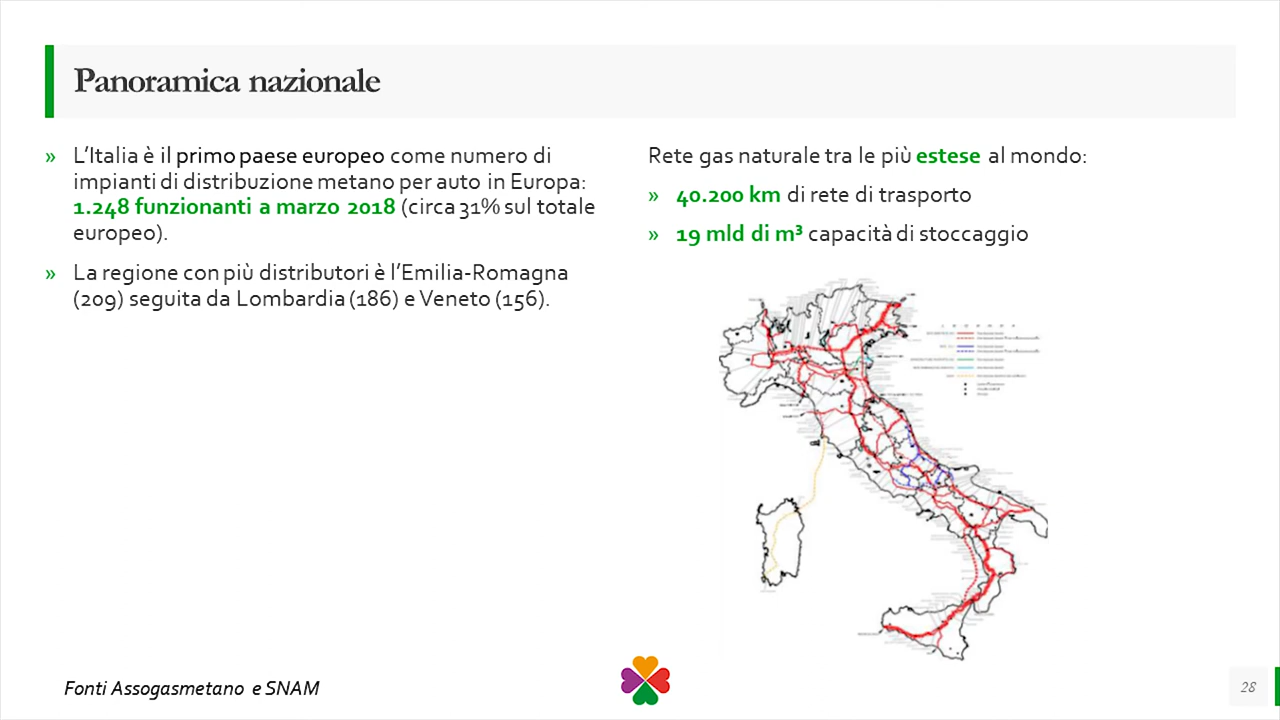 Panoramica nazionale
» L'Italia è il primo paese europeo come numero di
impianti di distribuzione metano per auto in Europa:
1.248 funzionanti a marzo 2018 (circa 31% sul totale
europeo).
» La regione con più distributori è l'Emilia-Romagna
(209) seguita da Lombardia (186) e Veneto (156).
Rete gas naturale tra le più estese al mondo:
» 40.200 km di rete di trasporto
» 19 mld di m³ capacità di stoccaggio
Fonti Assogasmetano e SNAM
28